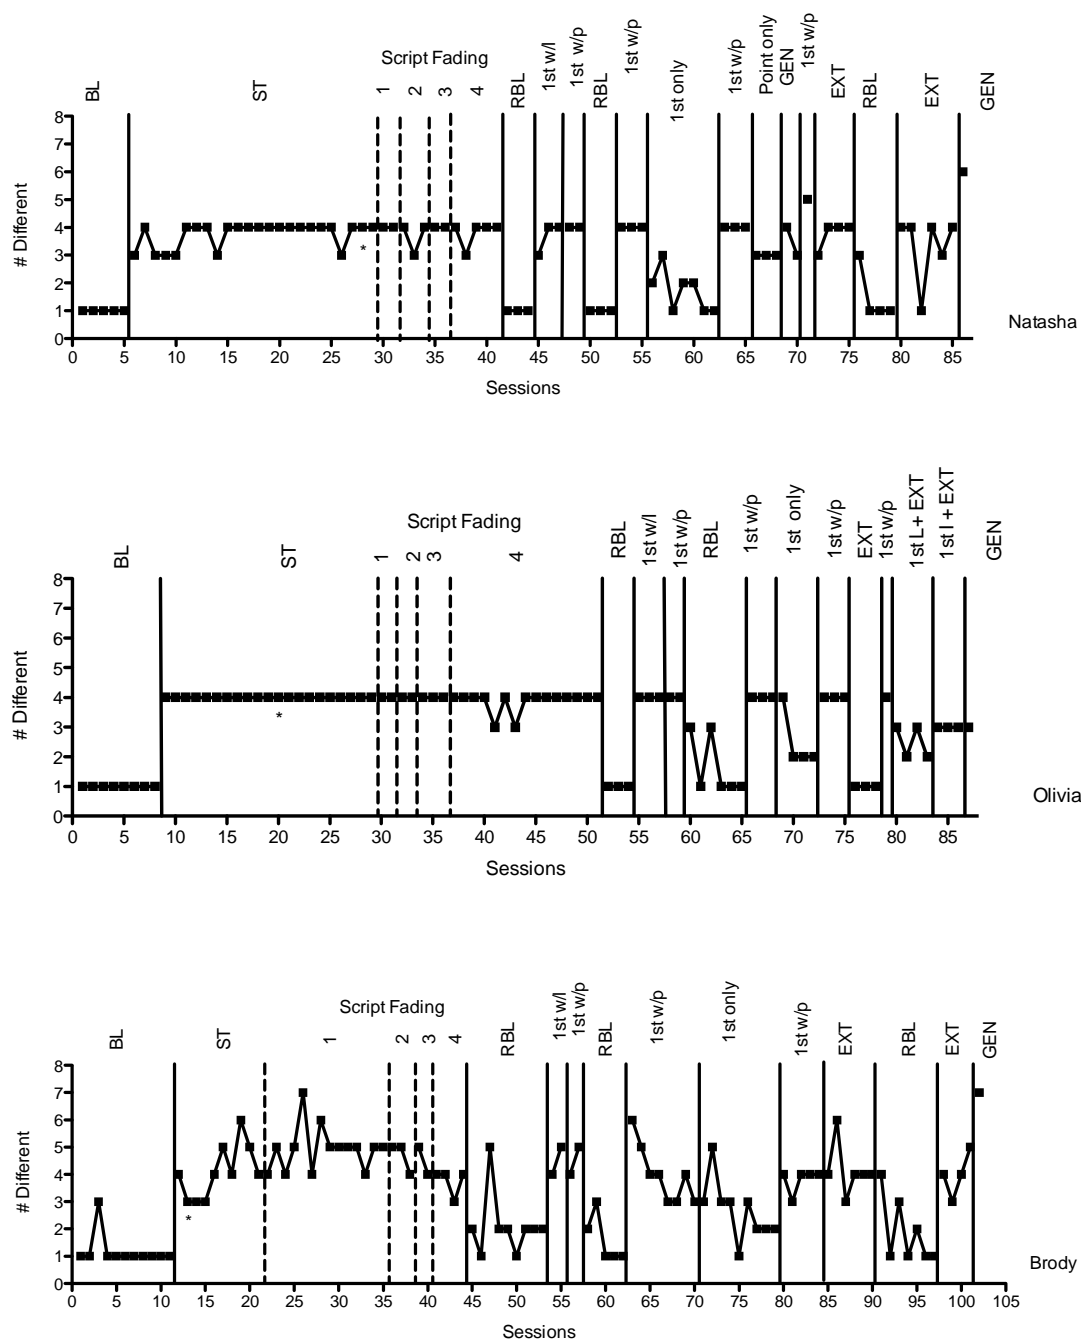 BL ST Script Fading 1 2 3 4 RBL 1st w/l 1st w/p RBL 1st w/p 1st only 1st w/p Point only GEN 1st w/p EXT RBL EXT GEN
# Different
8
7
6
5
4
3
2
1
0
*
0 5 10 15 20 25 30 35 40 45 50 55 60 65 70 75 80 85
Sessions
Natasha
BL ST Script Fading 1 2 3 4 RBL 1st w/l 1st w/p RBL 1st w/p 1st only 1st w/p EXT 1st w/p 1st L+ EXT 1st l + EXT GEN
# Different
8
7
6
5
4
3
2
1
0
*
0 5 10 15 20 25 30 35 40 45 50 55 60 65 70 75 80 85
Sessions
Olivia
BL ST Script Fading 1 2 3 4 RBL 1st w/l 1st w/p RBL 1st w/p 1st only 1st w/p EXT RBL EXT GEN
# Different
8
7
6
5
4
3
2
1
0
*
0 5 10 15 20 25 30 35 40 45 50 55 60 65 70 75 80 85 90 95 100 105
Sessions
Brody